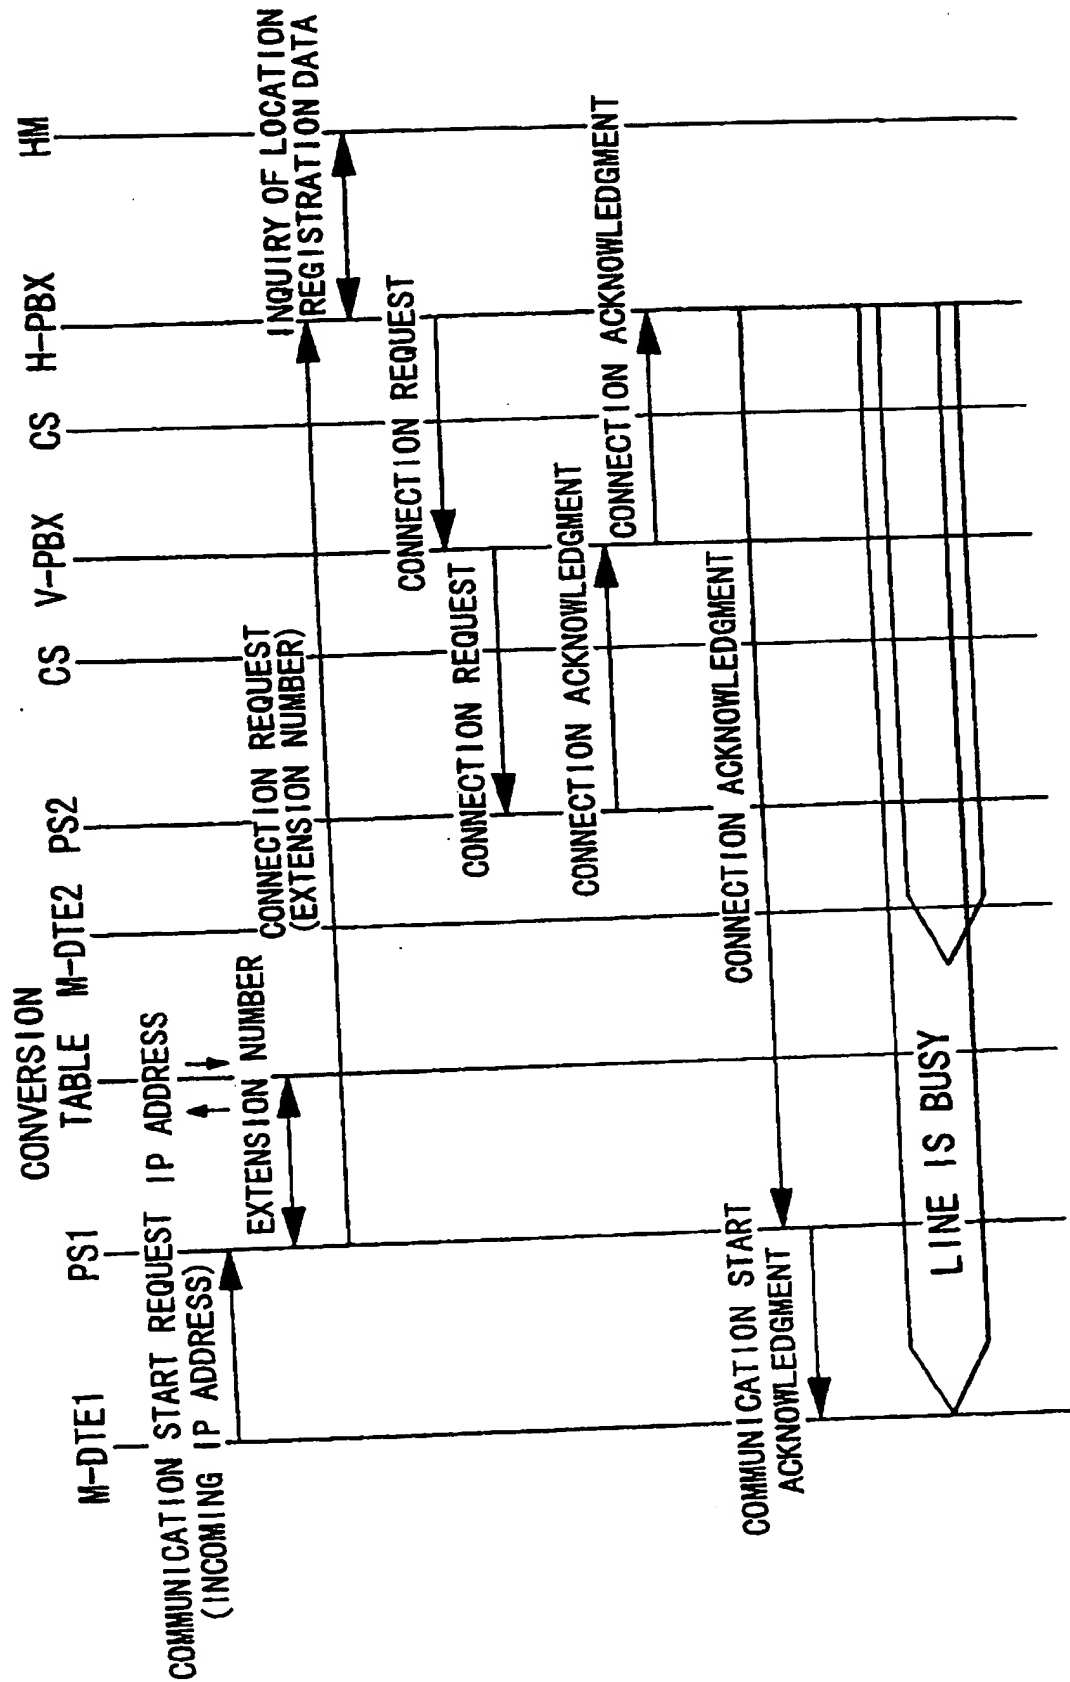 M-DTE1
PS1
CONVERSION
TABLE
M-DTE2
PS2
CS
V-PBX
CS
H-PBX
HM
COMMUNICATION START REQUEST
(INCOMING IP ADDRESS)
IP ADDRESS
EXTENSION NUMBER
CONNECTION REQUEST
(EXTENSION NUMBER)
INQUIRY OF LOCATION
REGISTRATION DATA
CONNECTION REQUEST
CONNECTION REQUEST
CONNECTION ACKNOWLEDGMENT
CONNECTION ACKNOWLEDGMENT
CONNECTION ACKNOWLEDGMENT
COMMUNICATION START
ACKNOWLEDGMENT
LINE IS BUSY